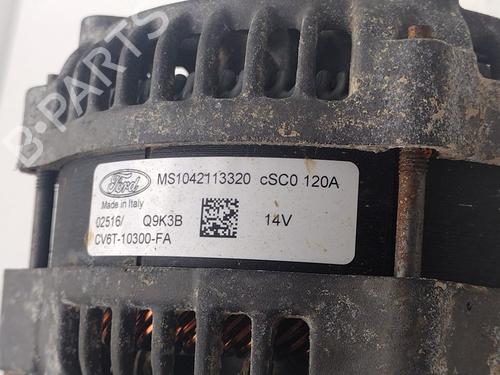 B-PARTS
Ford MS1042113320 cSC0 120A
Made in Italy
02516/ Q9K3B 14V
CV6T-10300-FA